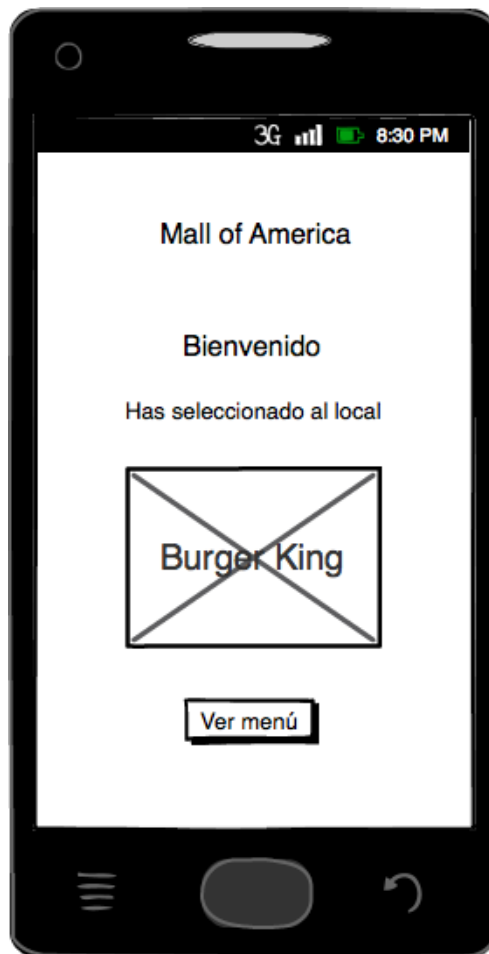 3G 8:30 PM
Mall of America
Bienvenido
Has seleccionado al local
Burger King
Ver menú